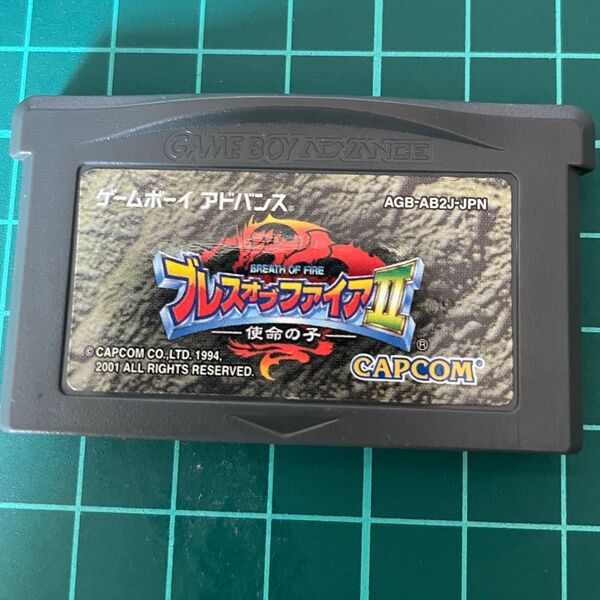 GAME BOY ADVANCE
ゲームボーイ アドバンス®
AGB-AB2J-JPN
BREATH OF FIRE
ブレスオブファイアII
使命の子
®
© CAPCOM CO., LTD. 1994,
2001 ALL RIGHTS RESERVED.
CAPCOM®